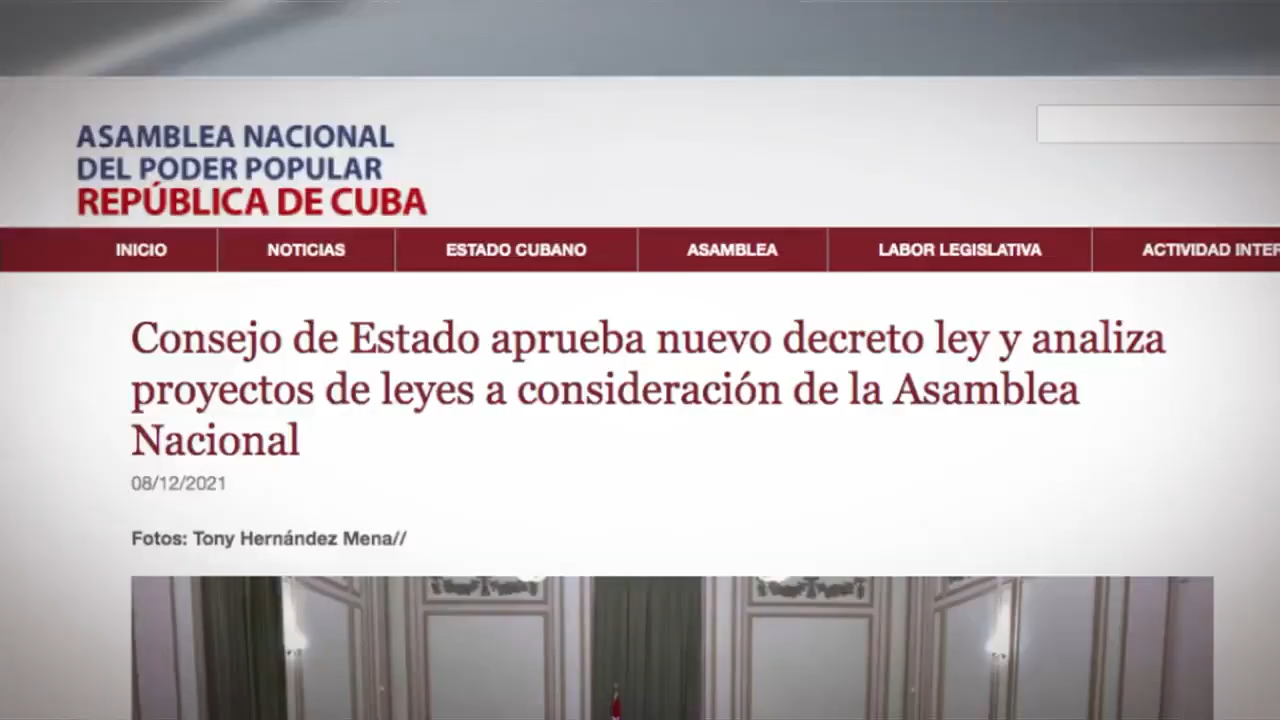 ASAMBLEA NACIONAL
DEL PODER POPULAR
REPÚBLICA DE CUBA
INICIO NOTICIAS ESTADO CUBANO ASAMBLEA LABOR LEGISLATIVA ACTIVIDAD INTER
Consejo de Estado aprueba nuevo decreto ley y analiza
proyectos de leyes a consideración de la Asamblea
Nacional
08/12/2021
Fotos: Tony Hernández Mena//